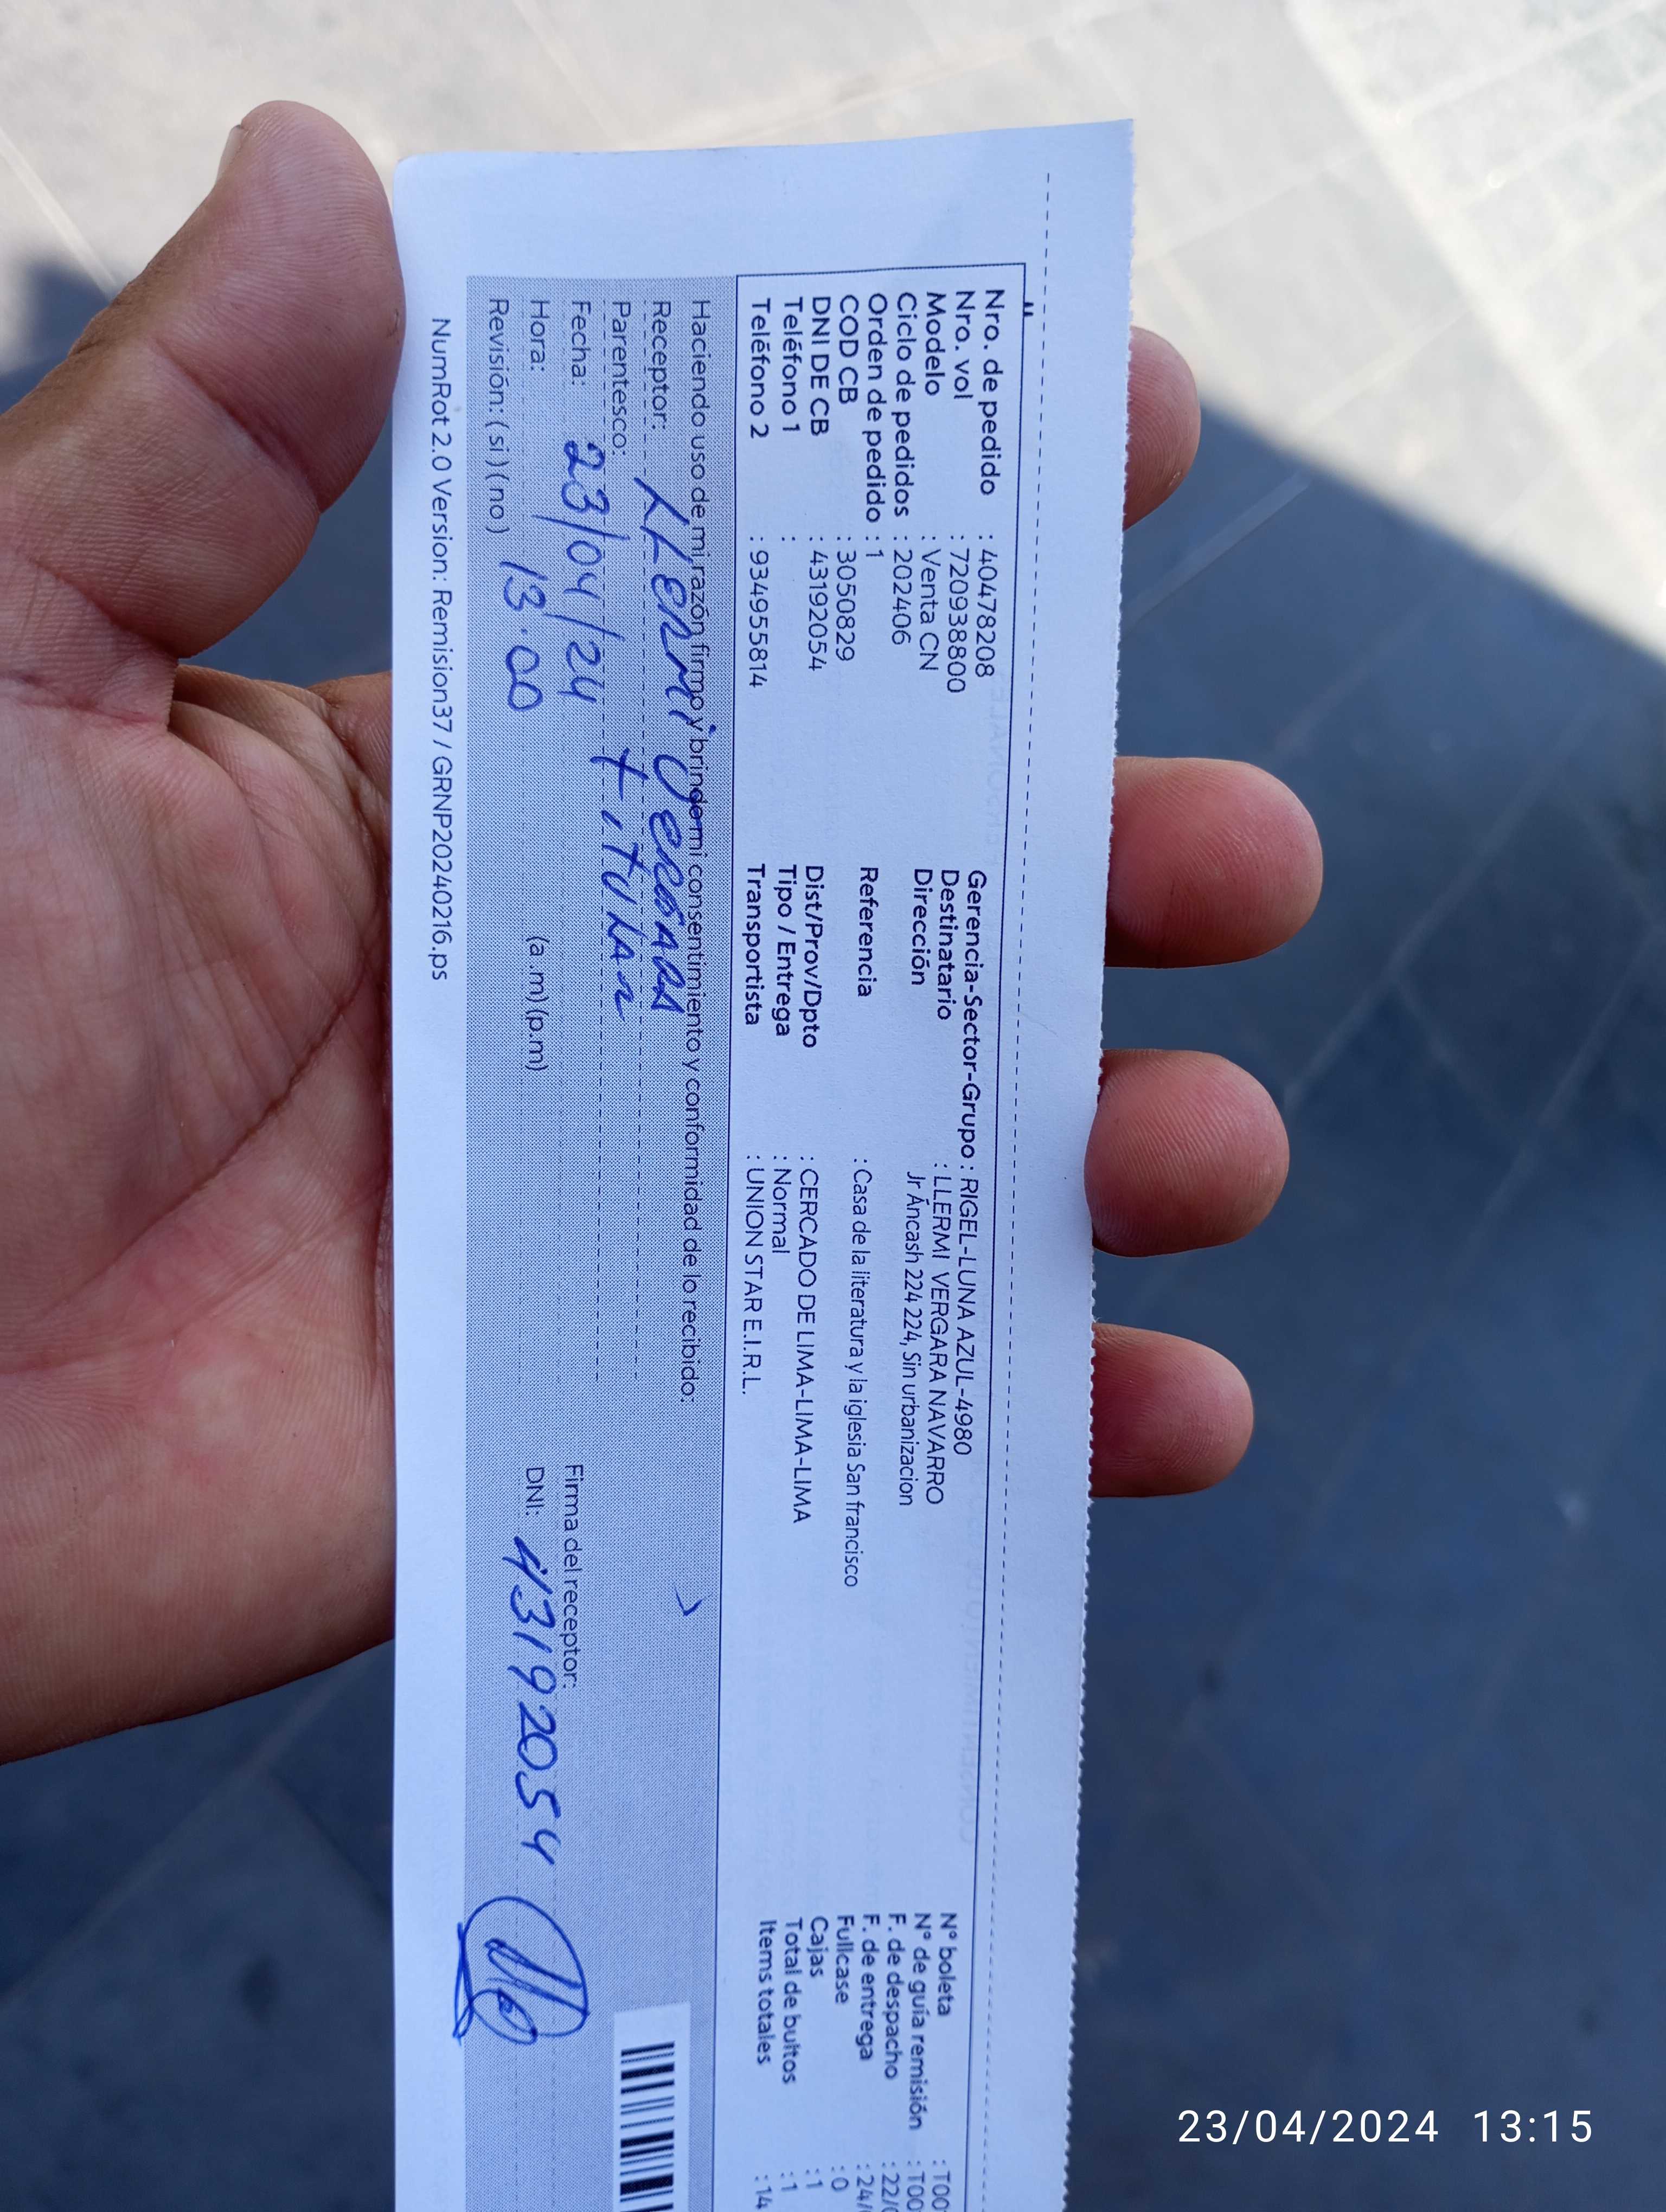 Nro. de pedido : 40478208
Nro. vol : 720938800
Modelo : Venta CN
Ciclo de pedidos : 202406
Orden de pedido : 1
COD CB : 3050829
DNI DE CB : 43192054
Teléfono 1 :
Teléfono 2 : 934955814
Gerencia-Sector-Grupo : RIGEL-LUNA AZUL-4980
Destinatario : LLERMI VERGARA NAVARRO
Dirección Jr Áncash 224 224, Sin urbanizacion
Referencia : Casa de la literatura y la iglesia San francisco
Dist/Prov/Dpto : CERCADO DE LIMA-LIMA-LIMA
Tipo / Entrega : Normal
Transportista : UNION STAR E.I.R.L.
N° boleta : T00
N° de guía remisión : T00
F. de despacho : 22/0
F. de entrega : 24/
Fullcase : 0
Cajas : 1
Total de bultos : 1
Items totales : 14
Haciendo uso de mi razón firmo y brindo mi consentimiento y conformidad de lo recibido:
Receptor: LLERMI VERGARA
Parentesco: TITULAR
Fecha: 23/04/24
Hora: 13:00 (a.m) (p.m)
Revisión: ( si ) ( no )
Firma del receptor:
DNI: 43192054
NumRot 2.0 Version: Remision37 / GRNP20240216.ps
23/04/2024 13:15